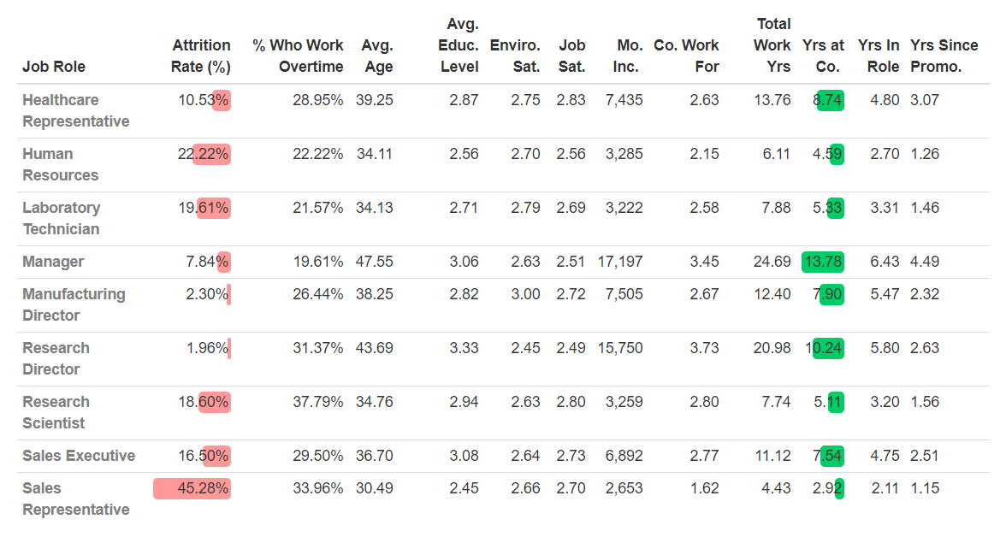 Job Role Attrition Rate (%) % Who Work Overtime Avg. Age Avg. Educ. Level Enviro. Sat. Job Sat. Mo. Inc. Co. Work For Total Work Yrs Yrs at Co. Yrs In Role Yrs Since Promo.
Healthcare Representative 10.53% 28.95% 39.25 2.87 2.75 2.83 7,435 2.63 13.76 8.74 4.80 3.07
Human Resources 22.22% 22.22% 34.11 2.56 2.70 2.56 3,285 2.15 6.11 4.59 2.70 1.26
Laboratory Technician 19.61% 21.57% 34.13 2.71 2.79 2.69 3,222 2.58 7.88 5.33 3.31 1.46
Manager 7.84% 19.61% 47.55 3.06 2.63 2.51 17,197 3.45 24.69 13.78 6.43 4.49
Manufacturing Director 2.30% 26.44% 38.25 2.82 3.00 2.72 7,505 2.67 12.40 7.90 5.47 2.32
Research Director 1.96% 31.37% 43.69 3.33 2.45 2.49 15,750 3.73 20.98 10.24 5.80 2.63
Research Scientist 18.60% 37.79% 34.76 2.94 2.63 2.80 3,259 2.80 7.74 5.11 3.20 1.56
Sales Executive 16.50% 29.50% 36.70 3.08 2.64 2.73 6,892 2.77 11.12 7.54 4.75 2.51
Sales Representative 45.28% 33.96% 30.49 2.45 2.66 2.70 2,653 1.62 4.43 2.92 2.11 1.15